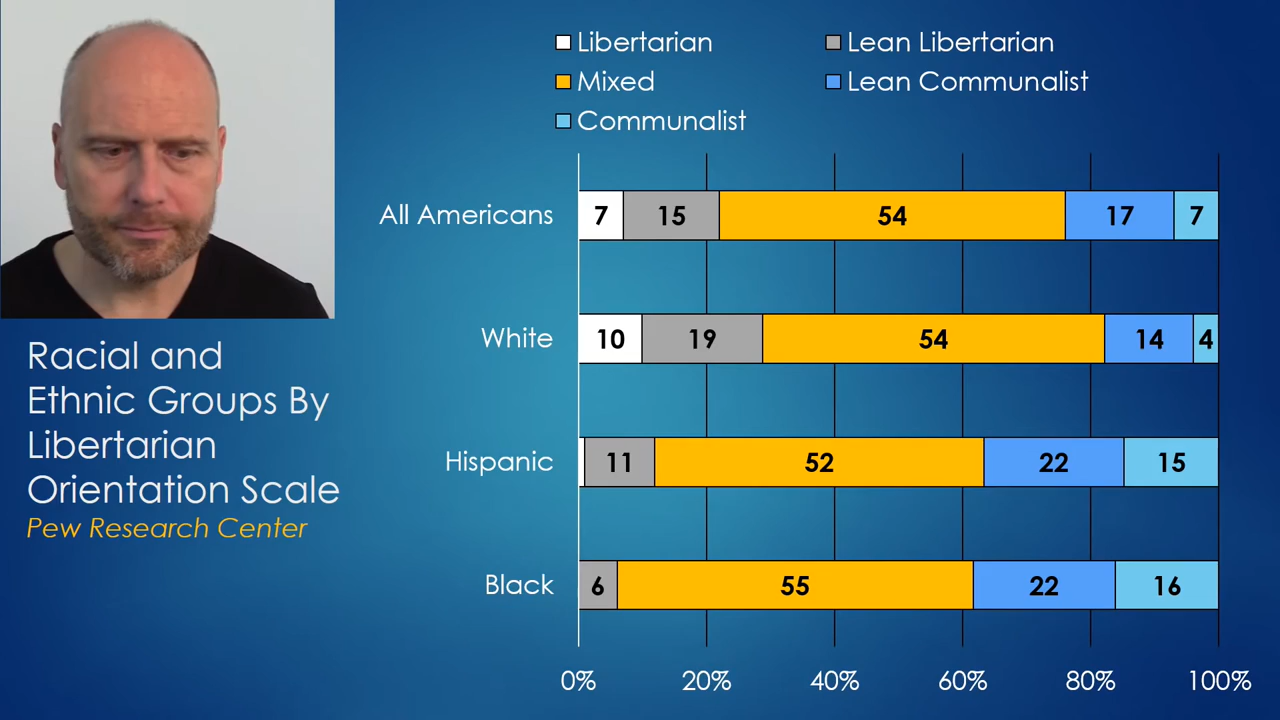 Libertarian
Lean Libertarian
Mixed
Lean Communalist
Communalist
All Americans
7 15 54 17 7
White
10 19 54 14 4
Hispanic
11 52 22 15
Black
6 55 22 16
0% 20% 40% 60% 80% 100%
Racial and
Ethnic Groups By
Libertarian
Orientation Scale
Pew Research Center